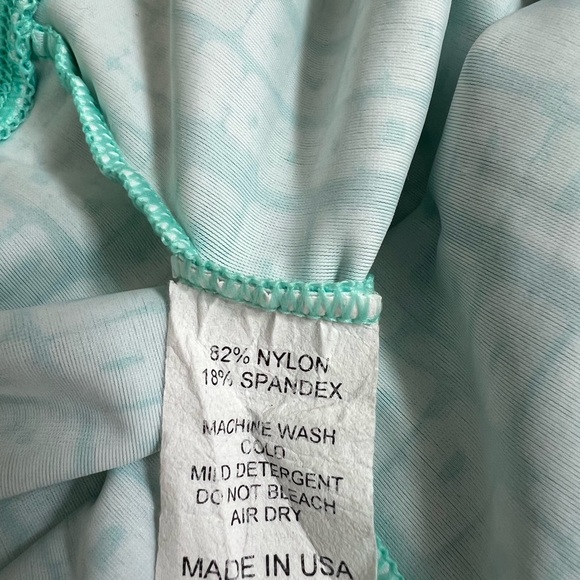 82% NYLON
18% SPANDEX
MACHINE WASH
COLD
MILD DETERGENT
DO NOT BLEACH
AIR DRY
MADE IN USA